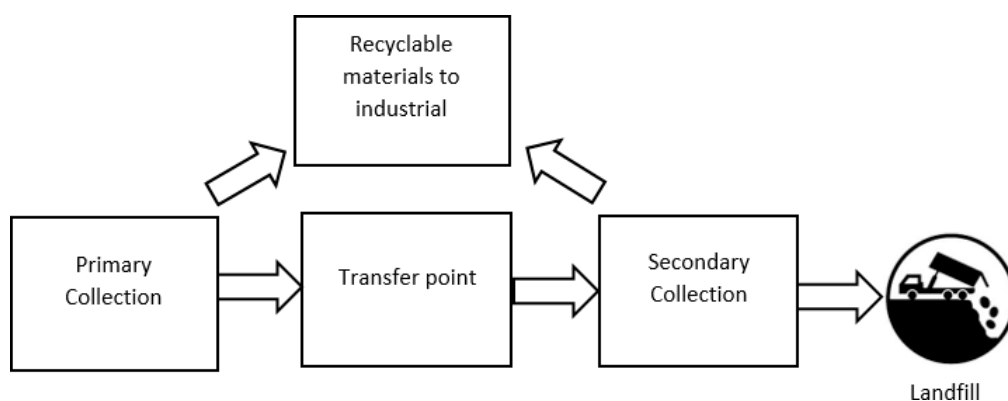 Recyclable
materials to
industrial
Primary
Collection
Transfer point
Secondary
Collection
Landfill